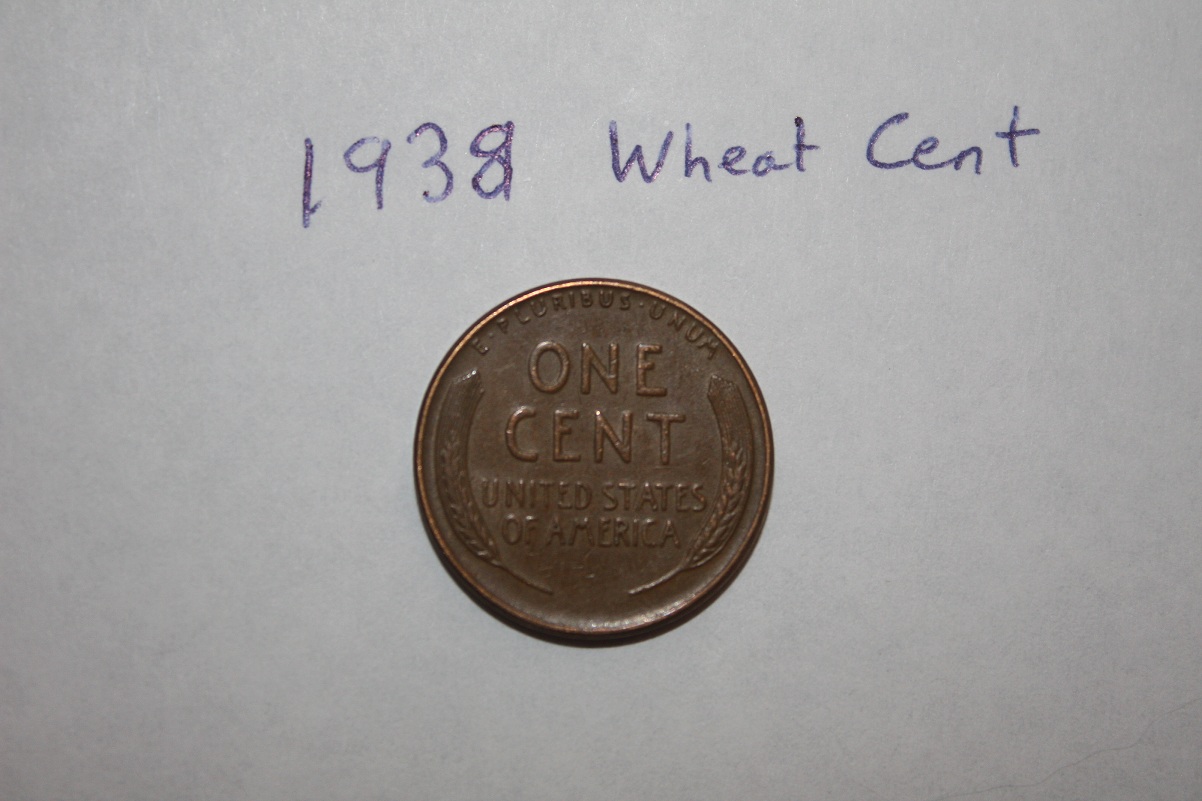 1938 Wheat Cent
E·PLURIBUS·UNUM
ONE
CENT
UNITED STATES
OF AMERICA